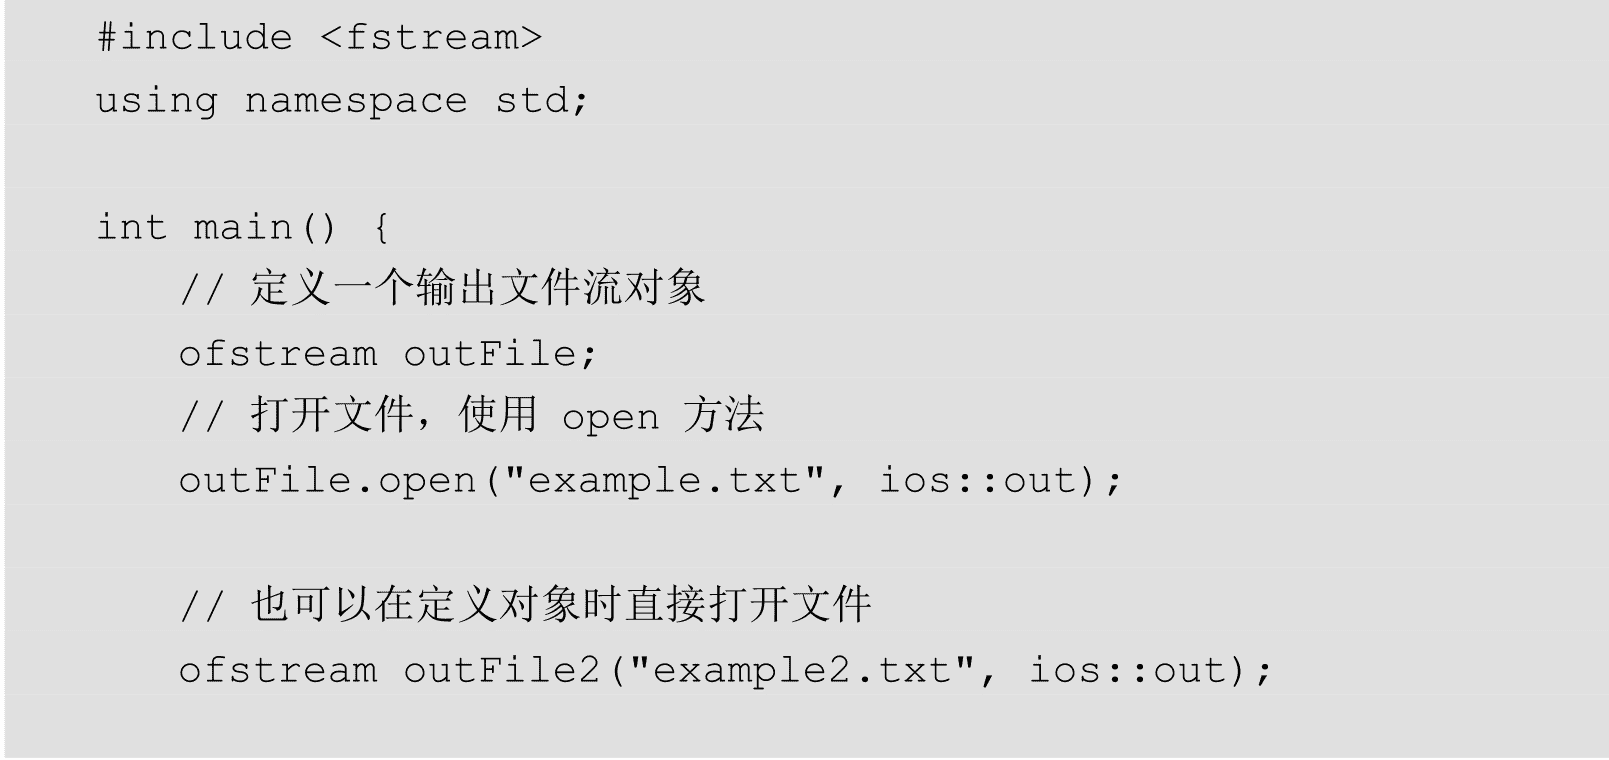 #include <fstream>
using namespace std;
int main() {
// 定义一个输出文件流对象
ofstream outFile;
// 打开文件，使用 open 方法
outFile.open("example.txt", ios::out);
// 也可以在定义对象时直接打开文件
ofstream outFile2("example2.txt", ios::out);